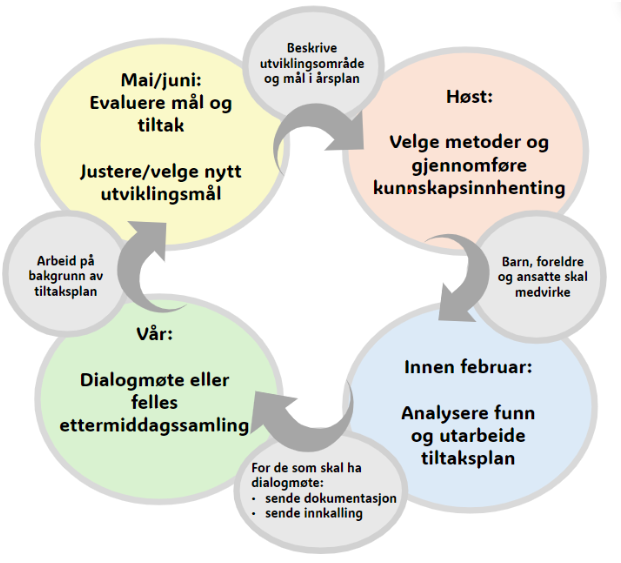 Mai/juni:
Evaluere mål og
tiltak
Justere/velge nytt
utviklingsmål
Beskrive
utviklingsområde
og mål i årsplan
Høst:
Velge metoder og
gjennomføre
kunnskapsinnhenting
Barn, foreldre
og ansatte skal
medvirke
Innen februar:
Analysere funn
og utarbeide
tiltaksplan
For de som skal ha
dialogmøte:
• sende dokumentasjon
• sende innkalling
Vår:
Dialogmøte eller
felles
ettermiddagssamling
Arbeid på
bakgrunn av
tiltaksplan